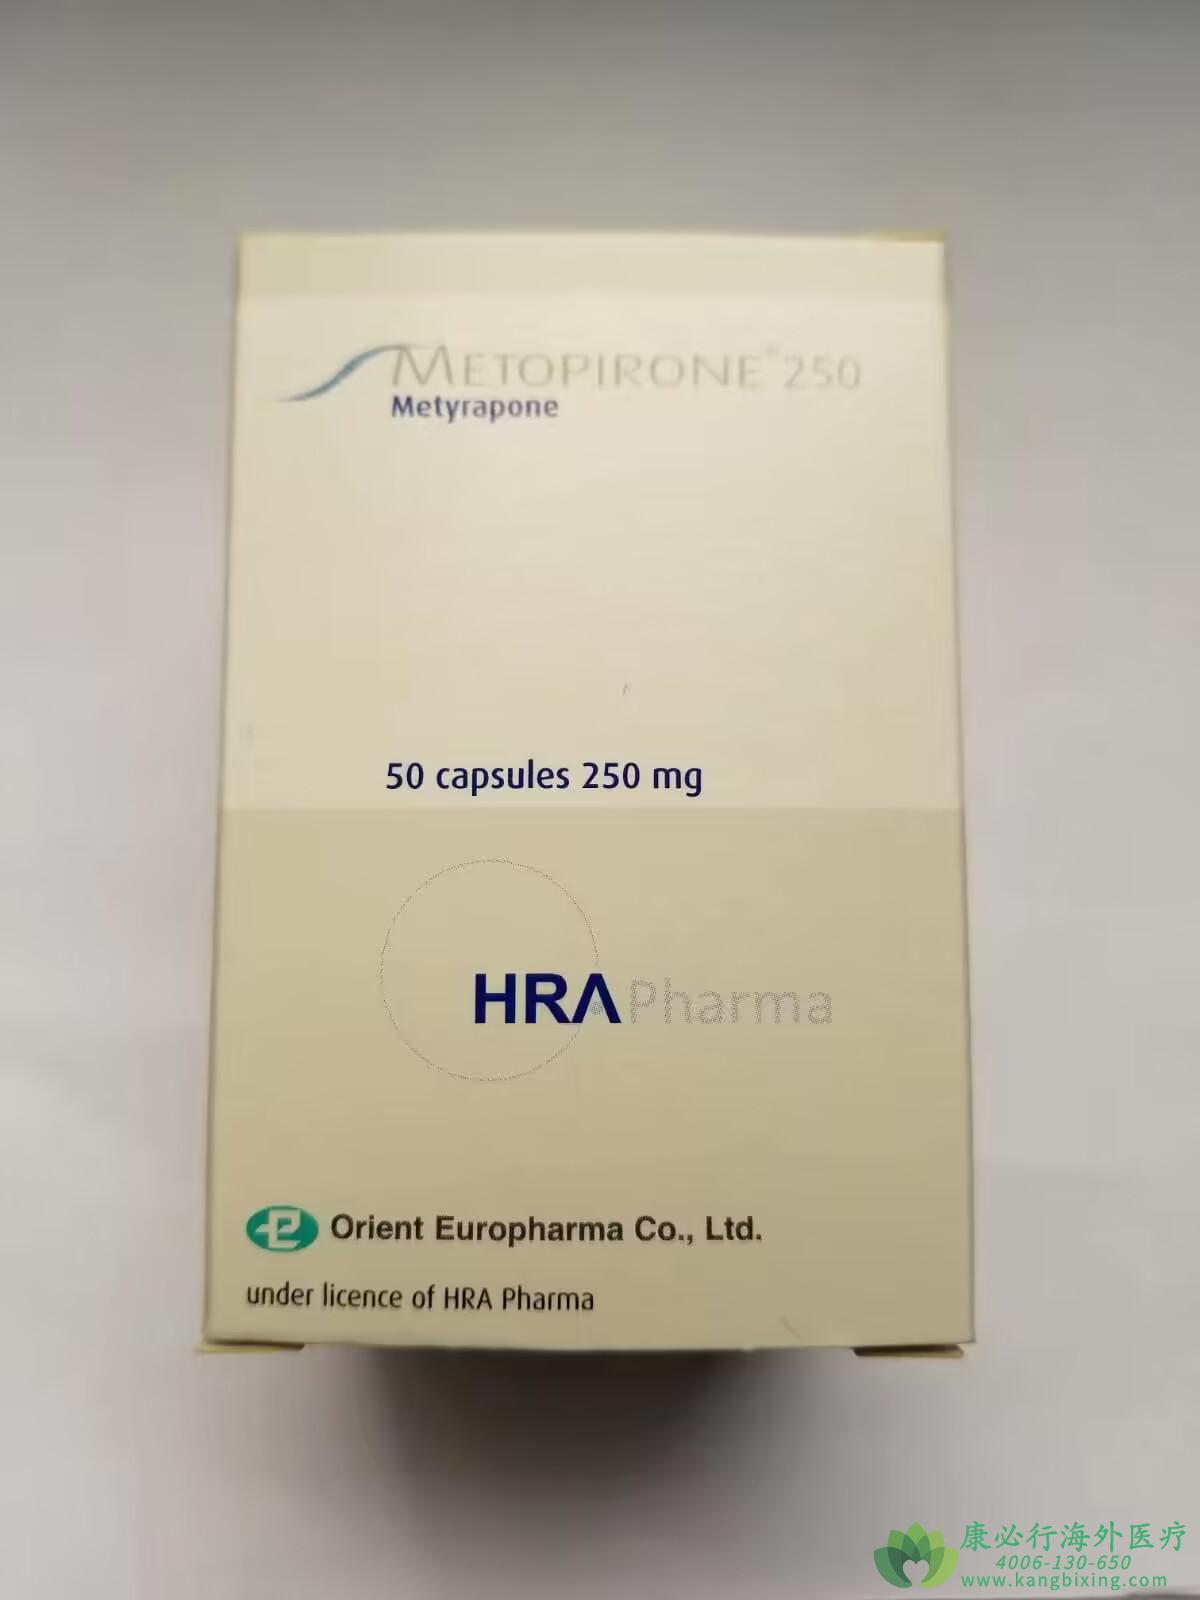 METOPIRONE® 250
Metyrapone
50 capsules 250 mg
HRA Pharma
Orient Europharma Co., Ltd.
under licence of HRA Pharma
康必行海外医疗
4006-130-650
www.kangbixing.com